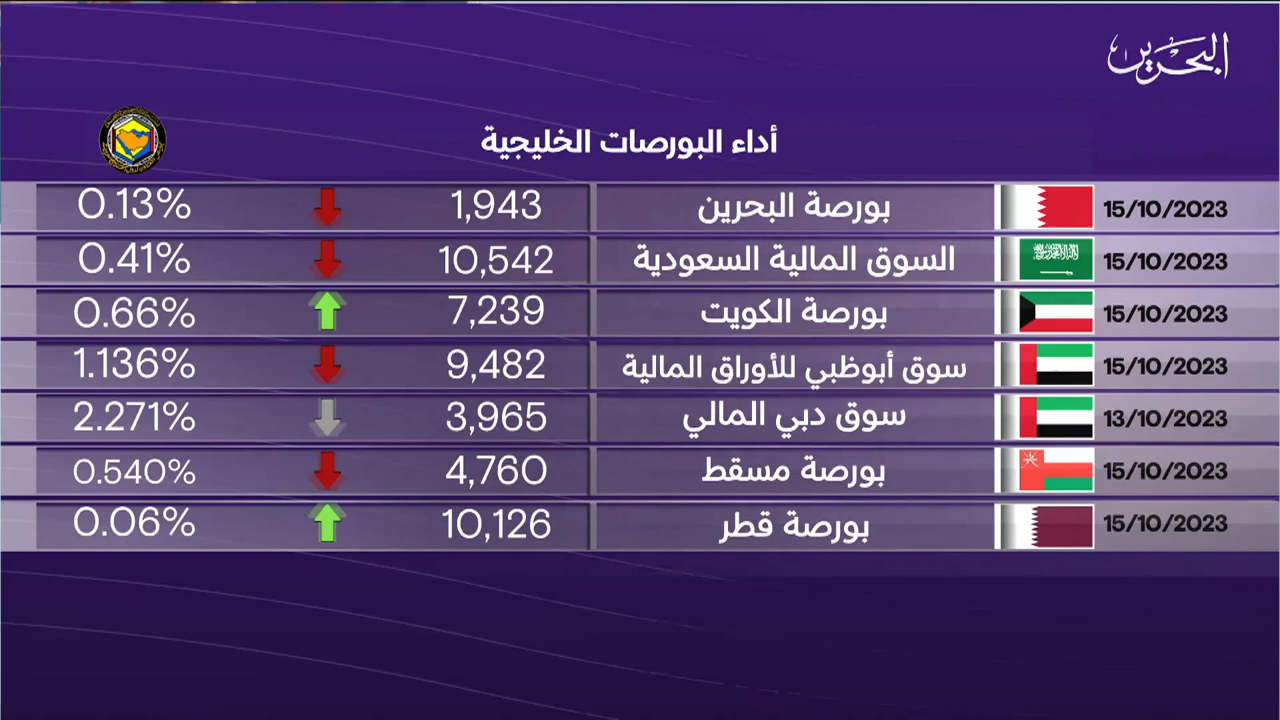 البحرين
أداء البورصات الخليجية
15/10/2023 بورصة البحرين 1,943 0.13%
15/10/2023 السوق المالية السعودية 10,542 0.41%
15/10/2023 بورصة الكويت 7,239 0.66%
15/10/2023 سوق أبوظبي للأوراق المالية 9,482 1.136%
13/10/2023 سوق دبي المالي 3,965 2.271%
15/10/2023 بورصة مسقط 4,760 0.540%
15/10/2023 بورصة قطر 10,126 0.06%